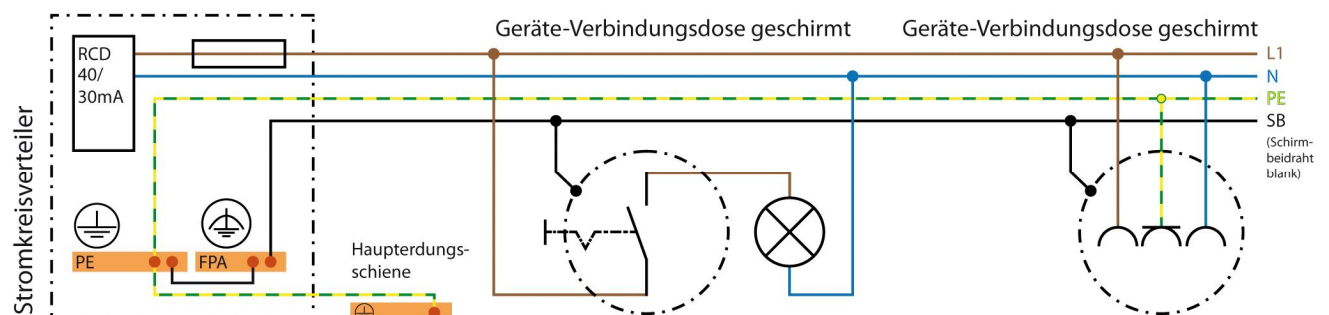 Stromkreisverteiler
RCD
40/
30mA
Geräte-Verbindungsdose geschirmt
Geräte-Verbindungsdose geschirmt
L1
N
PE
SB
(Schirm-
beidraht
blank)
PE
FPA
Haupterdungs-
schiene